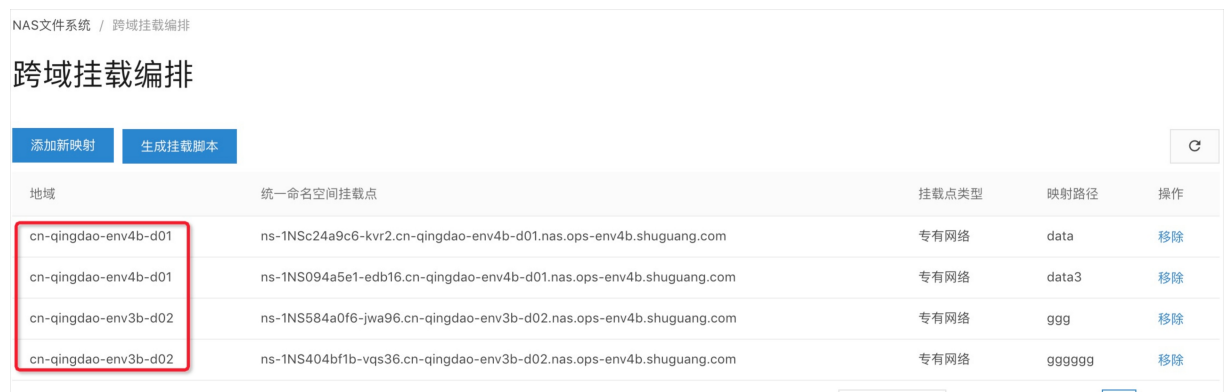 NAS文件系统 / 跨域挂载编排
跨域挂载编排
添加新映射 生成挂载脚本
地域 统一命名空间挂载点 挂载点类型 映射路径 操作
cn-qingdao-env4b-d01 ns-1NSc24a9c6-kvr2.cn-qingdao-env4b-d01.nas.ops-env4b.shuguang.com 专有网络 data 移除
cn-qingdao-env4b-d01 ns-1NS094a5e1-edb16.cn-qingdao-env4b-d01.nas.ops-env4b.shuguang.com 专有网络 data3 移除
cn-qingdao-env3b-d02 ns-1NS584a0f6-jwa96.cn-qingdao-env3b-d02.nas.ops-env4b.shuguang.com 专有网络 ggg 移除
cn-qingdao-env3b-d02 ns-1NS404bf1b-vqs36.cn-qingdao-env3b-d02.nas.ops-env4b.shuguang.com 专有网络 gggggg 移除